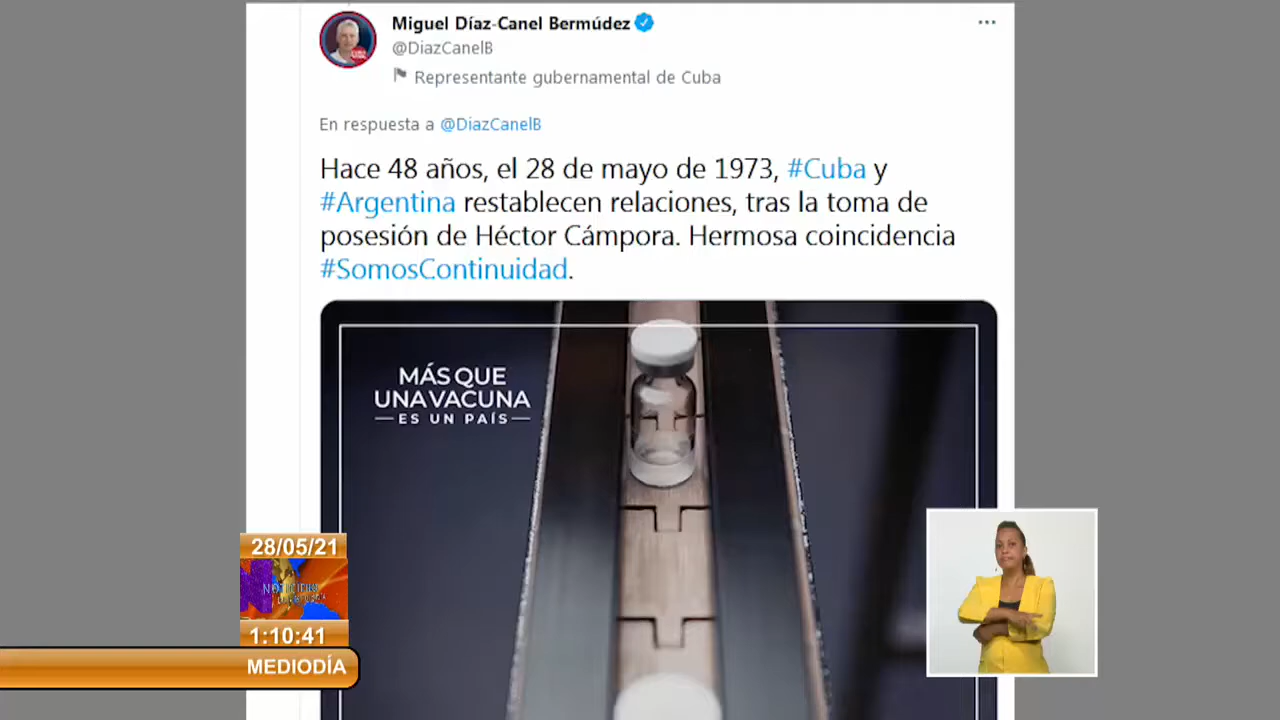 Miguel Díaz-Canel Bermúdez
@DiazCanelB
Representante gubernamental de Cuba
En respuesta a @DiazCanelB
Hace 48 años, el 28 de mayo de 1973, #Cuba y
#Argentina restablecen relaciones, tras la toma de
posesión de Héctor Cámpora. Hermosa coincidencia
#SomosContinuidad.
MÁS QUE
UNA VACUNA
ES UN PAÍS
28/05/21
1:10:41
MEDIODÍA